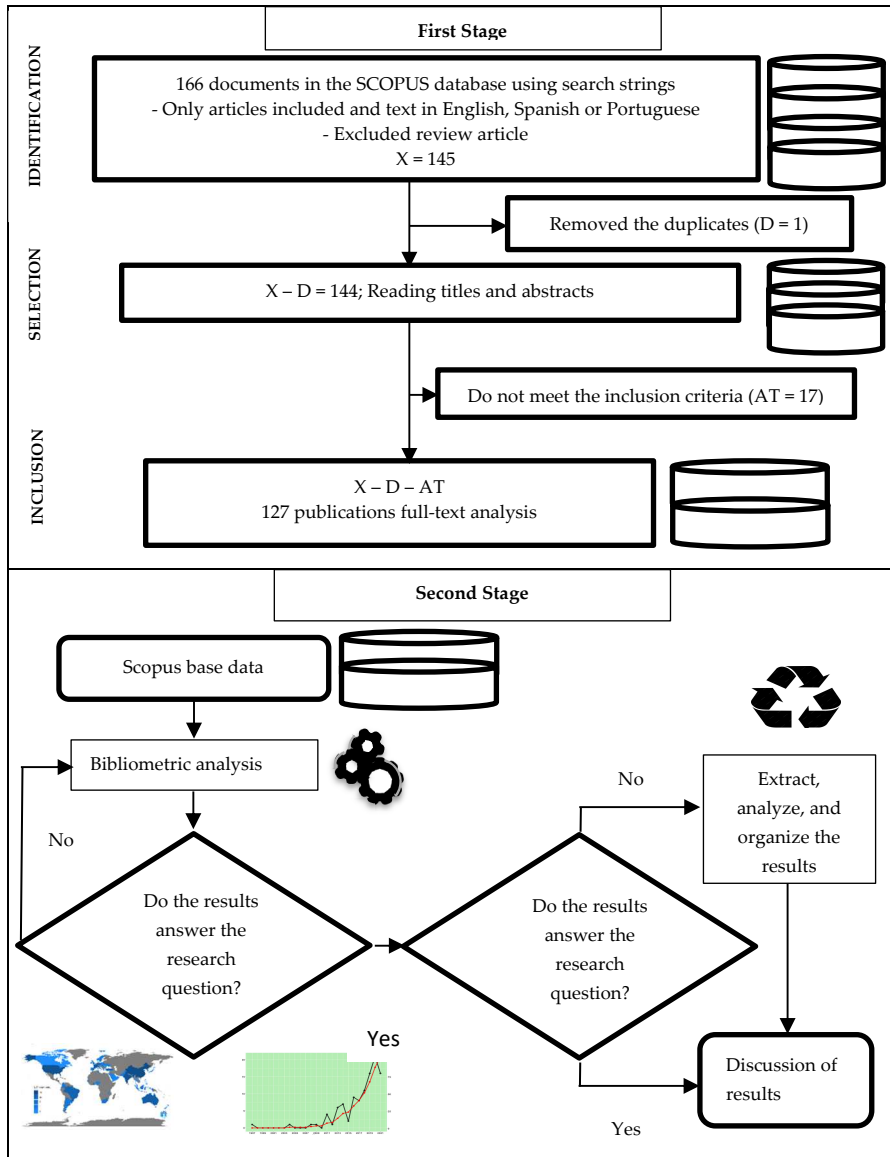 First Stage
IDENTIFICATION
166 documents in the SCOPUS database using search strings
- Only articles included and text in English, Spanish or Portuguese
- Excluded review article
X = 145
Removed the duplicates (D = 1)
SELECTION
X – D = 144; Reading titles and abstracts
Do not meet the inclusion criteria (AT = 17)
INCLUSION
X – D – AT
127 publications full-text analysis
Second Stage
Scopus base data
Bibliometric analysis
No
Do the results
answer the
research
question?
Yes
Do the results
answer the
research
question?
No
Extract,
analyze, and
organize the
results
Yes
Discussion of
results